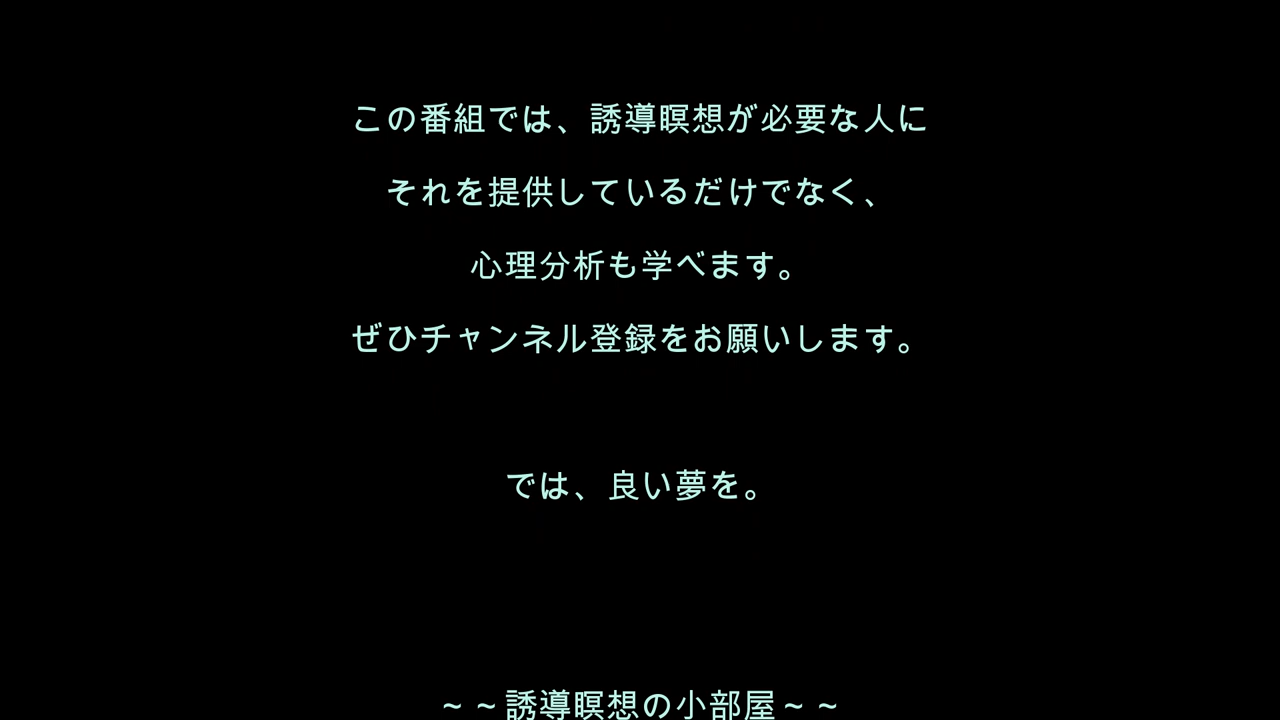 この番組では、誘導瞑想が必要な人に
それを提供しているだけでなく、
心理分析も学べます。
ぜひチャンネル登録をお願いします。
では、良い夢を。
~ ~誘導瞑想の小部屋~ ~